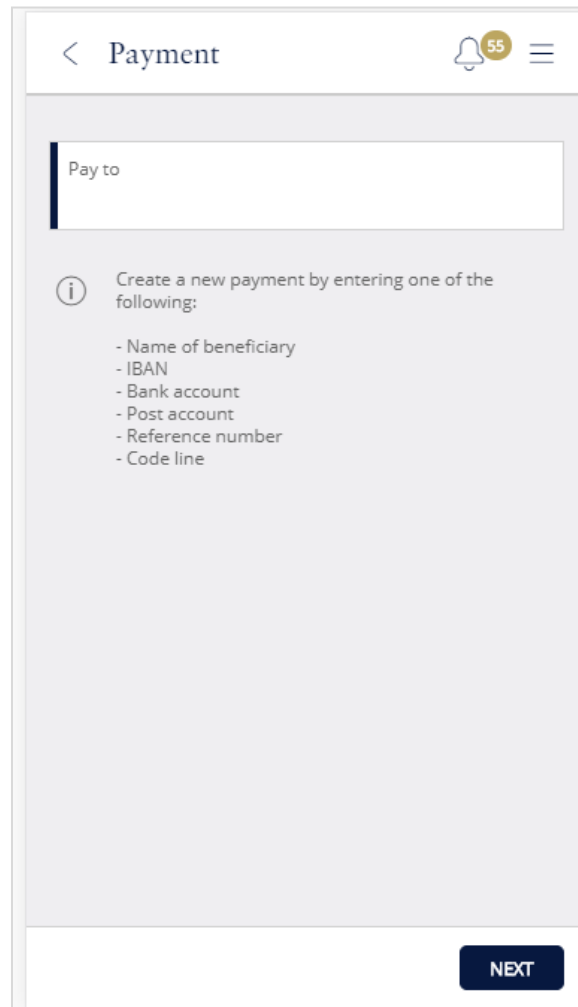 Payment
55
Pay to
Create a new payment by entering one of the
following:
- Name of beneficiary
- IBAN
- Bank account
- Post account
- Reference number
- Code line
NEXT